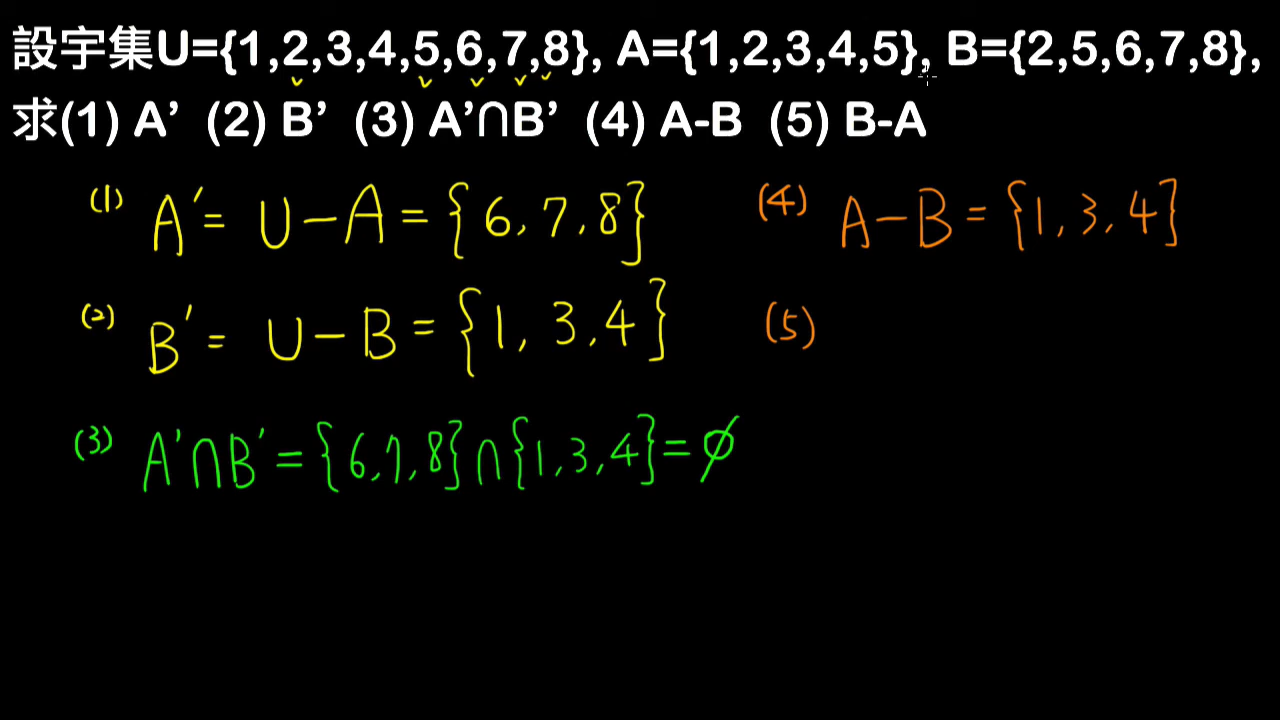 設宇集U={1,2,3,4,5,6,7,8}, A={1,2,3,4,5}, B={2,5,6,7,8},
求(1) A’ (2) B’ (3) A’∩B’ (4) A-B (5) B-A
(1) A' = U - A = {6, 7, 8}
(2) B' = U - B = {1, 3, 4}
(3) A'∩B' = {6, 7, 8}∩{1, 3, 4} = ∅
(4) A - B = {1, 3, 4}
(5)